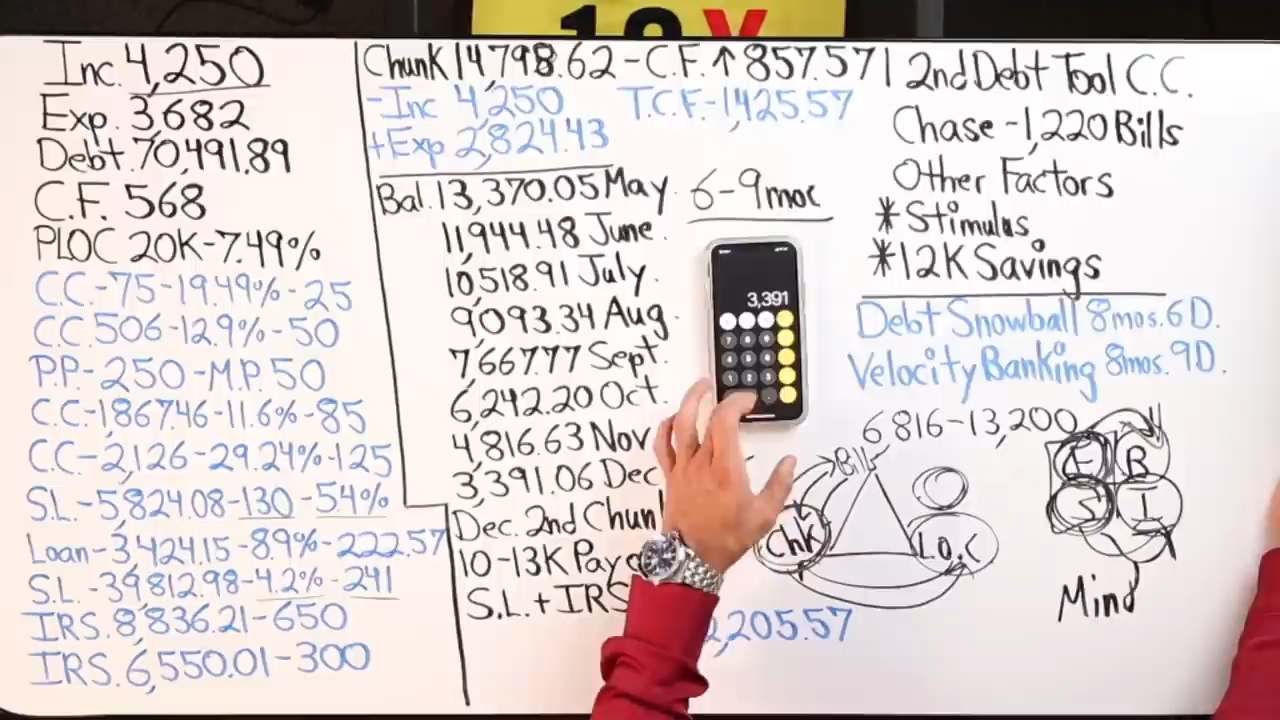 Inc. 4,250
Exp. 3,682
Debt. 70,491.89
C.F. 568
PLOC 20K-7.49%
C.C.-75-19.49%-25
C.C. 506-12.9%-50
P.P.-250-M.P. 50
C.C-1,867.46-11.6%-85
C.C-2,126-29.24%-125
S.L.-5,824.08-130-5.4%
Loan-3,424.15-8.9%-222.57
S.L.-39,812.98-4.2%-241
IRS. 8,836.21-650
IRS. 6,550.01-300
Chunk 14,798.62-C.F.↑857.57
-Inc 4,250 T.C.F-1,425.57
+Exp 2,824.43
Bal. 13,370.05 May. 6-9mos
11,944.48 June.
10,518.91 July.
9,093.34 Aug.
7,667.77 Sept.
6,242.20 Oct.
4,816.63 Nov
3,391.06 Dec
Dec. 2nd Chun
10-13K Pay
S.L.+IRS
2,205.57
3,391
2nd Debt Tool C.C.
Chase-1,220 Bills
Other Factors
*Stimulus
*12K Savings
Debt Snowball 8mos. 6D.
Velocity Banking 8mos. 9D.
6,816-13,200
Bills
Chk
L.O.C
E B
S I
Mind